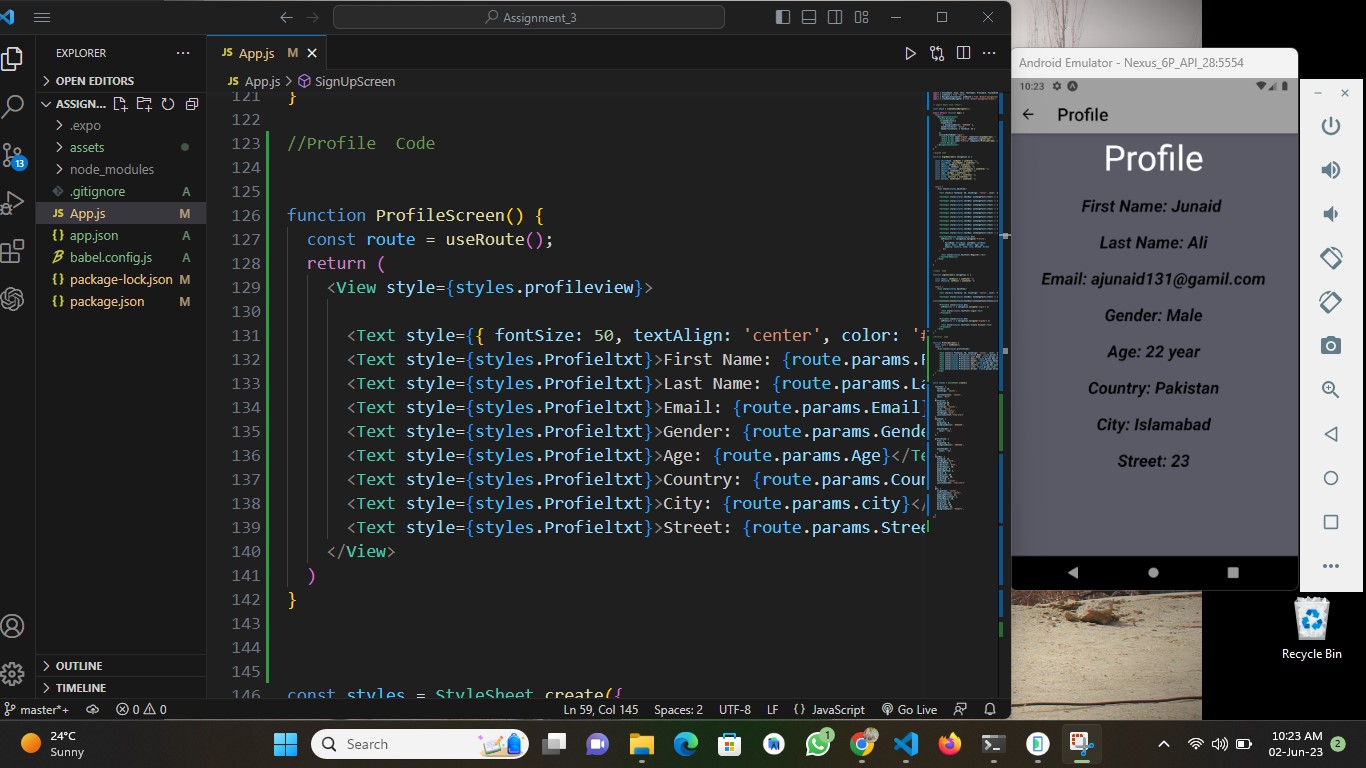 Assignment_3
EXPLORER
JS App.js M
OPEN EDITORS
JS App.js > SignUpScreen
ASSIGN...
.expo
assets
node_modules
.gitignore A
JS App.js M
{} app.json A
babel.config.js A
{} package-lock.json M
{} package.json M
13
OUTLINE
TIMELINE
121 }
122
123 //Profile  Code
124
125
126 function ProfileScreen() {
127 const route = useRoute();
128 return (
129 <View style={styles.profileview}>
130
131 <Text style={{ fontSize: 50, textAlign: 'center', color: '#
132 <Text style={styles.Profieltxt}>First Name: {route.params.F
133 <Text style={styles.Profieltxt}>Last Name: {route.params.La
134 <Text style={styles.Profieltxt}>Email: {route.params.Email}
135 <Text style={styles.Profieltxt}>Gender: {route.params.Gende
136 <Text style={styles.Profieltxt}>Age: {route.params.Age}</Te
137 <Text style={styles.Profieltxt}>Country: {route.params.Coun
138 <Text style={styles.Profieltxt}>City: {route.params.city}</
139 <Text style={styles.Profieltxt}>Street: {route.params.Stree
140 </View>
141 )
142 }
143
144
145
146 const styles = StyleSheet.create({
master*+ 0 0 Ln 59, Col 145 Spaces: 2 UTF-8 LF {} JavaScript Go Live
Android Emulator - Nexus_6P_API_28:5554
10:23
Profile
Profile
First Name: Junaid
Last Name: Ali
Email: ajunaid131@gamil.com
Gender: Male
Age: 22 year
Country: Pakistan
City: Islamabad
Street: 23
Recycle Bin
24°C
Sunny
Search
1
10:23 AM
02-Jun-23
2